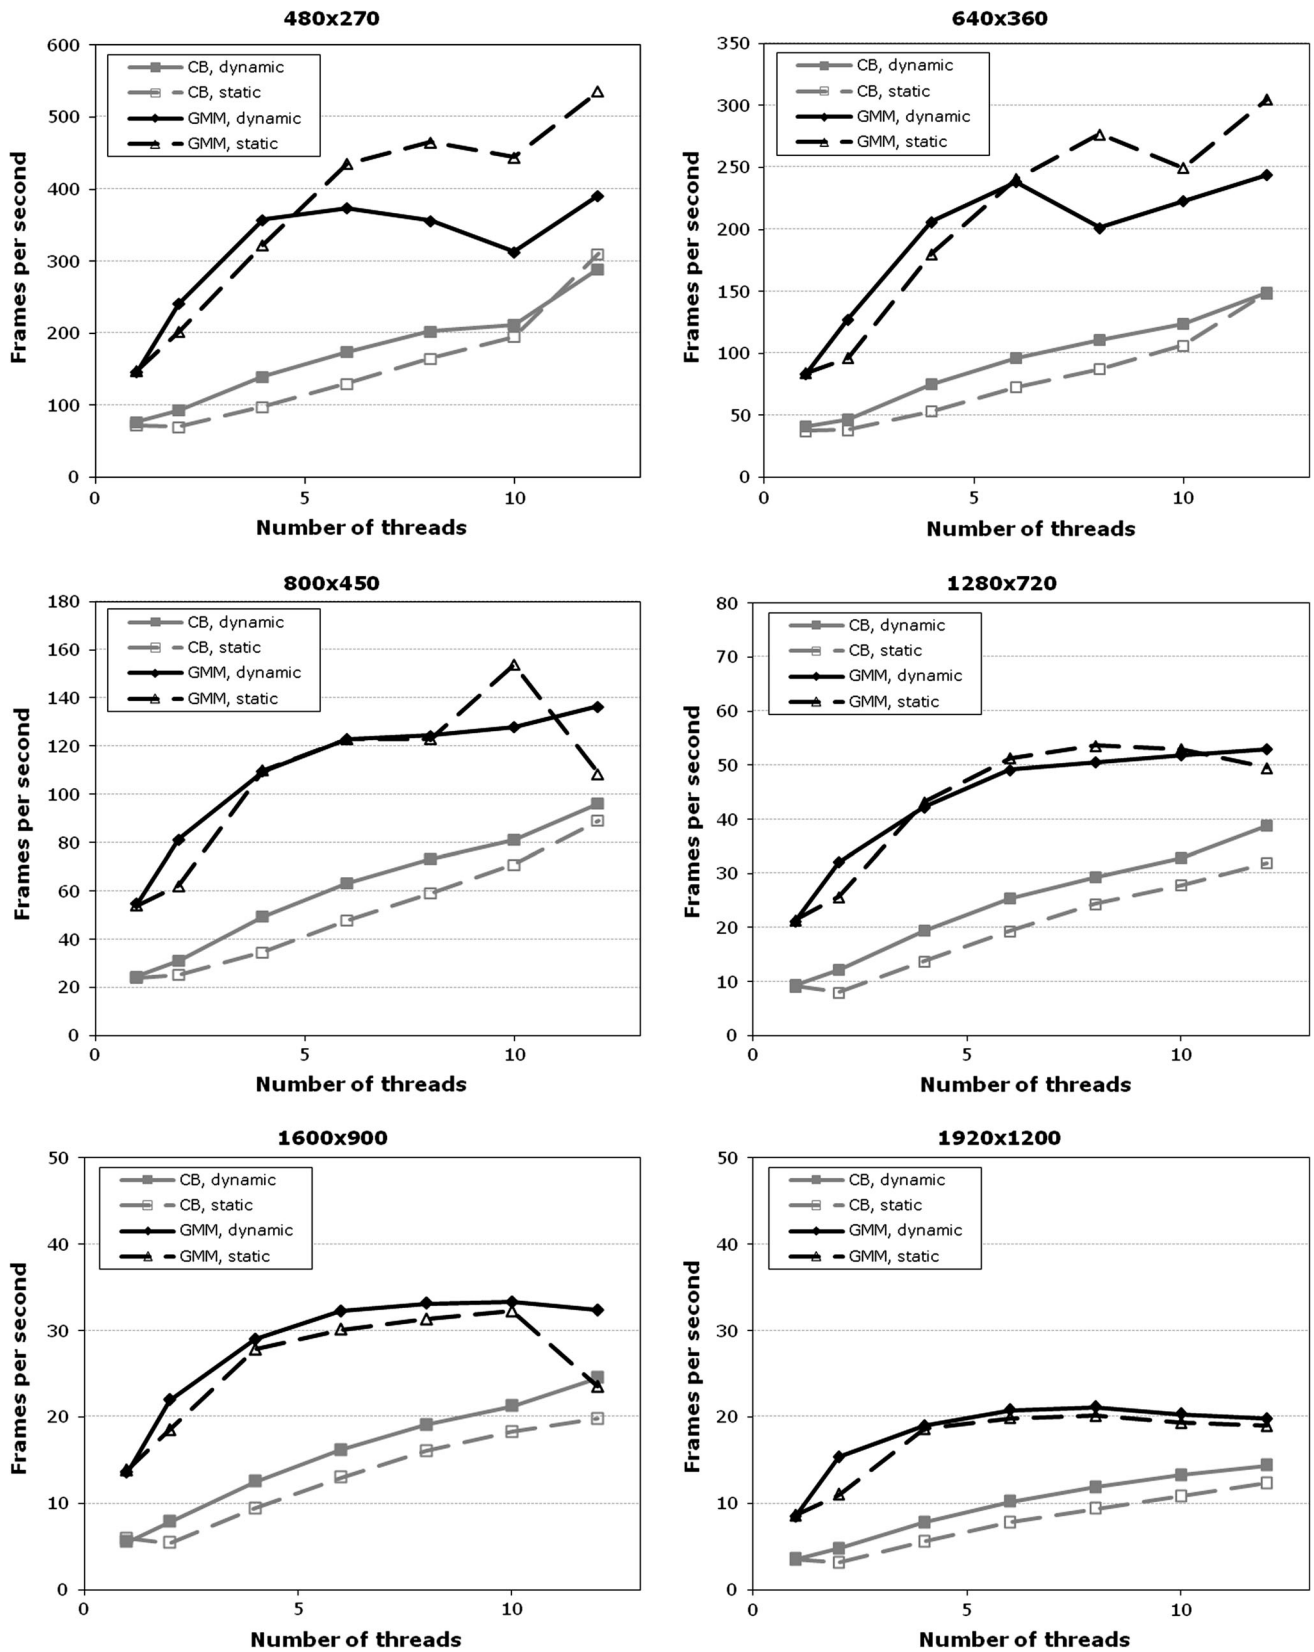 480x270
600
500
400
300
200
100
0
Frames per second
CB, dynamic
CB, static
GMM, dynamic
GMM, static
0 5 10
Number of threads
640x360
350
300
250
200
150
100
50
0
Frames per second
CB, dynamic
CB, static
GMM, dynamic
GMM, static
0 5 10
Number of threads
800x450
180
160
140
120
100
80
60
40
20
0
Frames per second
CB, dynamic
CB, static
GMM, dynamic
GMM, static
0 5 10
Number of threads
1280x720
80
70
60
50
40
30
20
10
0
Frames per second
CB, dynamic
CB, static
GMM, dynamic
GMM, static
0 5 10
Number of threads
1600x900
50
40
30
20
10
0
Frames per second
CB, dynamic
CB, static
GMM, dynamic
GMM, static
0 5 10
Number of threads
1920x1200
50
40
30
20
10
0
Frames per second
CB, dynamic
CB, static
GMM, dynamic
GMM, static
0 5 10
Number of threads